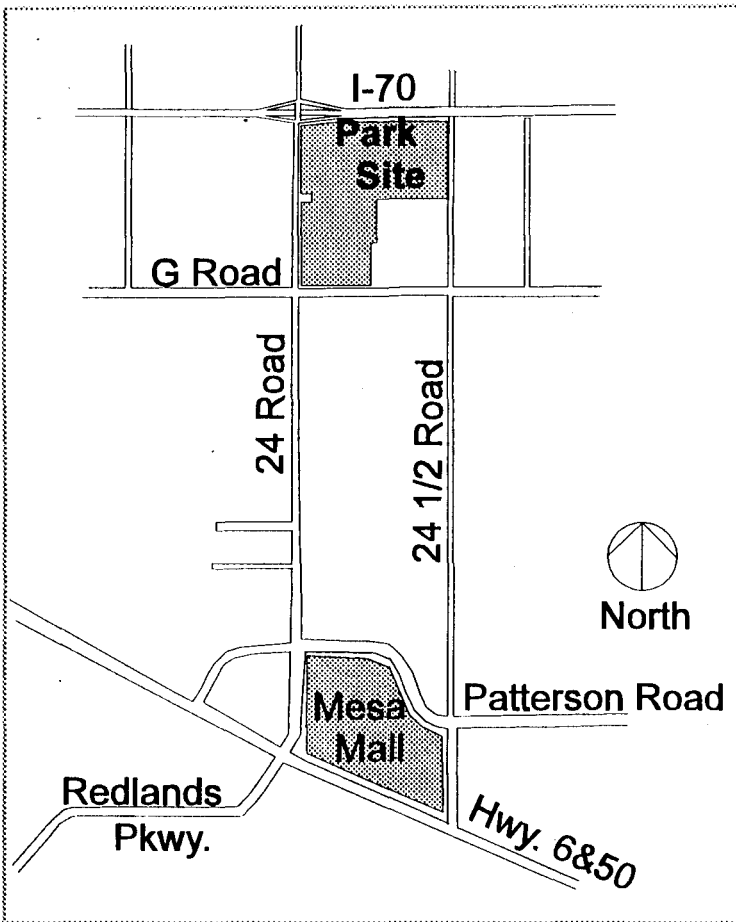 I-70
Park
Site
G Road
24 Road
24 1/2 Road
North
Mesa
Mall
Patterson Road
Redlands
Pkwy.
Hwy. 6&50